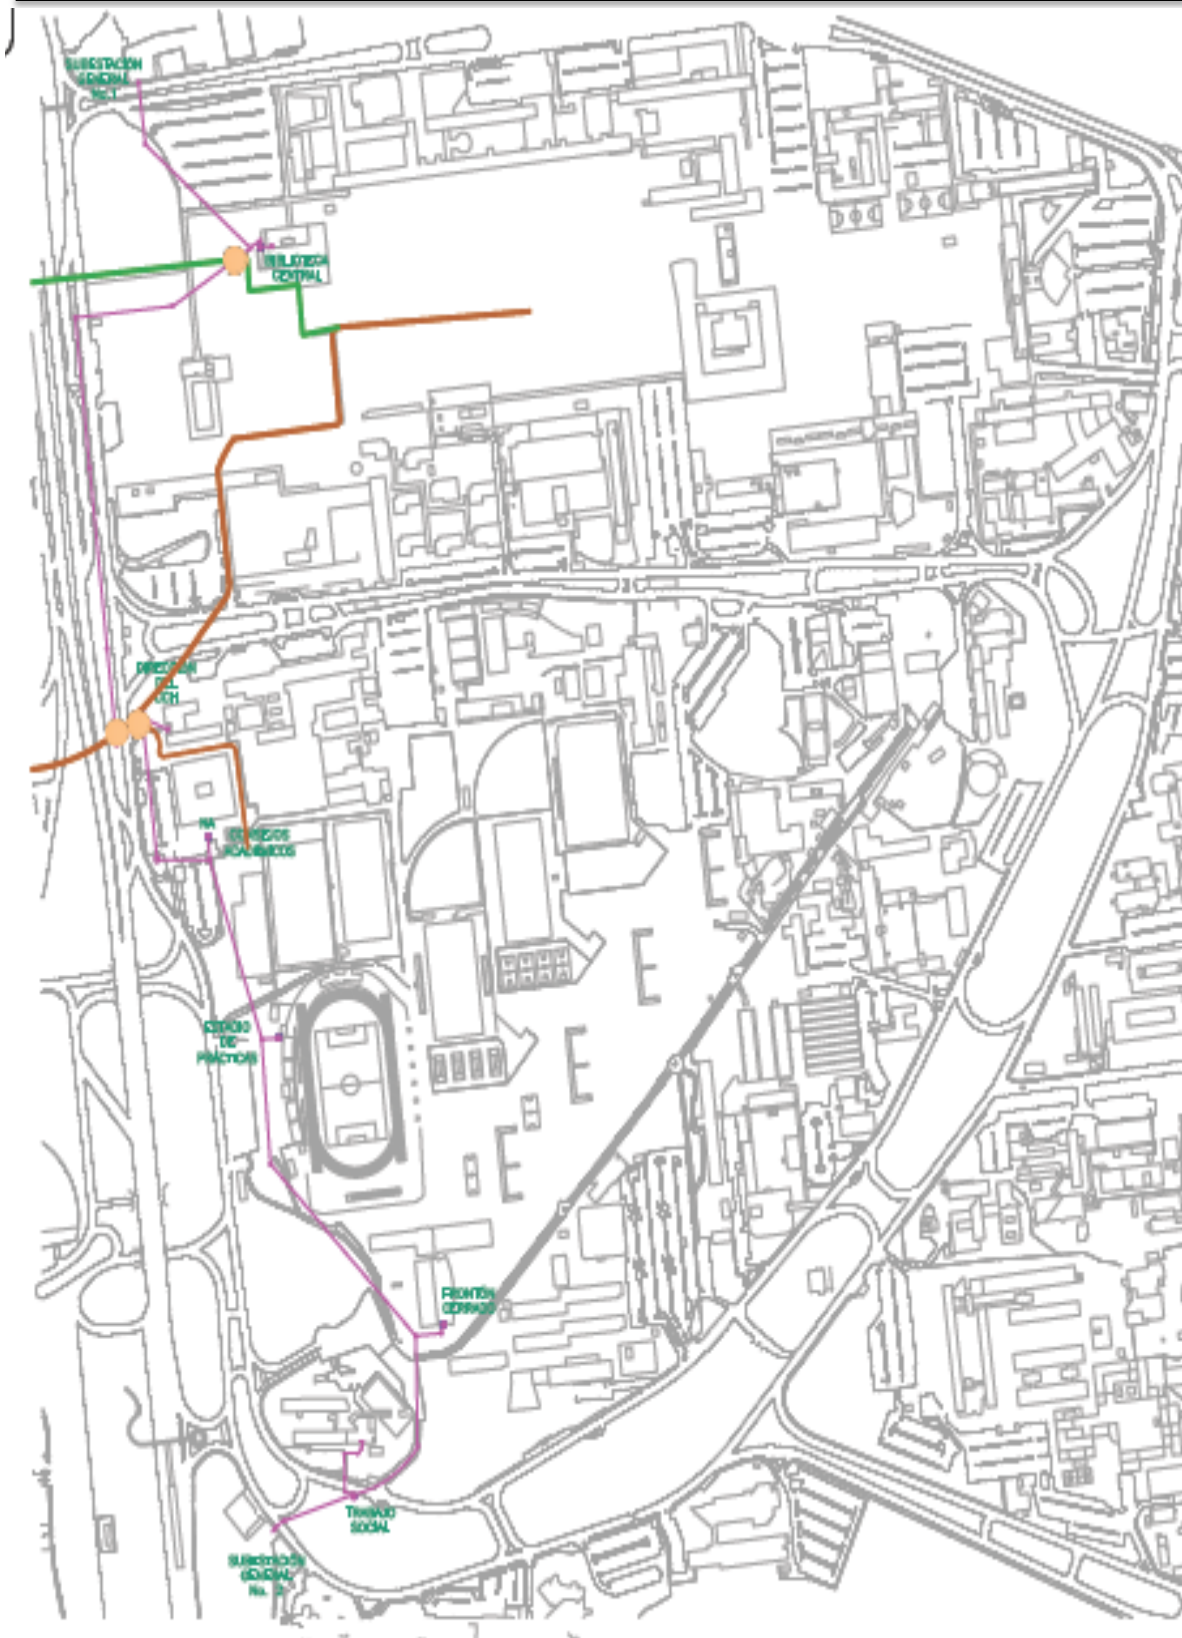 SUBESTACIÓN
GENERAL
No.1
BIBLIOTECA
CENTRAL
DIRECCIÓN
DEL
CCH
NA
CONSEJOS
ACADÉMICOS
ESTADIO
DE
PRÁCTICAS
FRONTÓN
CERRADO
TRABAJO
SOCIAL
SUBESTACIÓN
GENERAL
No. 2